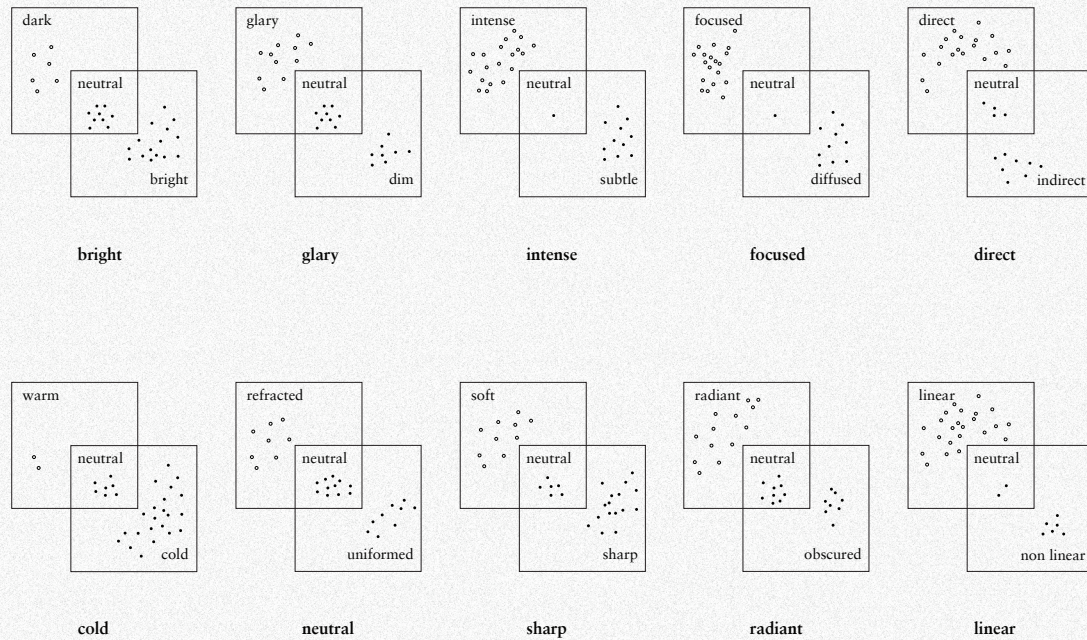 dark
neutral
bright
bright
glary
neutral
dim
glary
intense
neutral
subtle
intense
focused
neutral
diffused
focused
direct
neutral
indirect
direct
warm
neutral
cold
cold
refracted
neutral
uniformed
neutral
soft
neutral
sharp
sharp
radiant
neutral
obscured
radiant
linear
neutral
non linear
linear